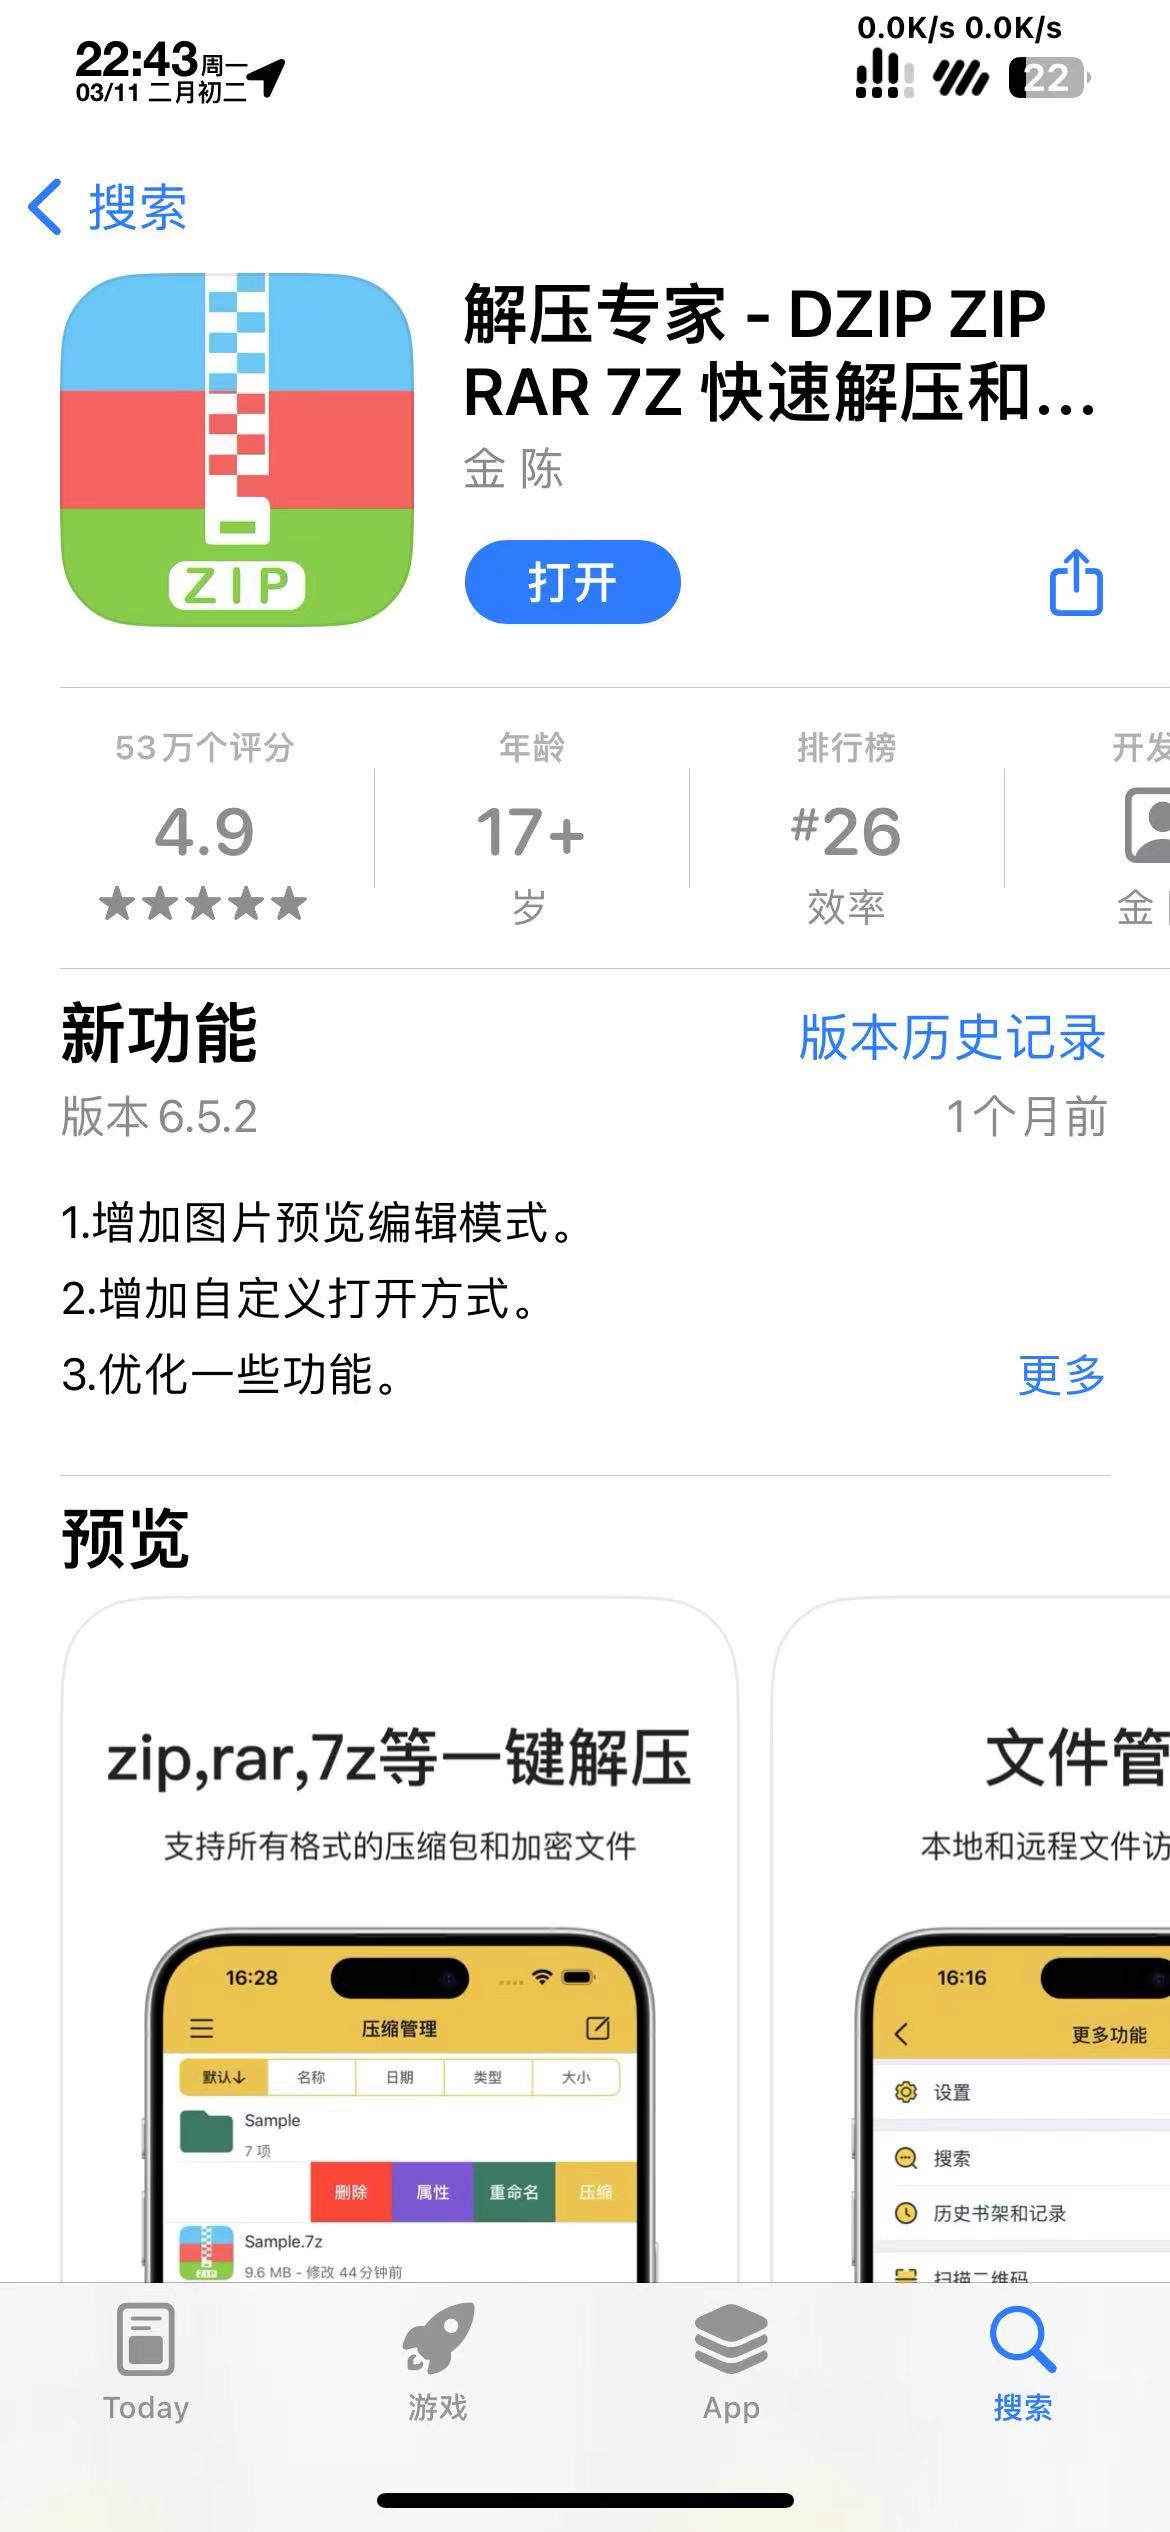 0.0K/s 0.0K/s
22:43周一
03/11 二月初二
22
搜索
解压专家 - DZIP ZIP
RAR 7Z 快速解压和...
金 陈
打开
ZIP
53万个评分
年龄
排行榜
开发
4.9
17+
#26
岁
效率
金
新功能
版本历史记录
版本 6.5.2
1个月前
1.增加图片预览编辑模式。
2.增加自定义打开方式。
3.优化一些功能。
更多
预览
zip,rar,7z等一键解压
支持所有格式的压缩包和加密文件
16:28
压缩管理
默认↓
名称
日期
类型
大小
Sample
7 项
删除
属性
重命名
压缩
Sample.7z
9.6 MB - 修改 44分钟前
ZIP
文件管
本地和远程文件访
16:16
更多功能
设置
搜索
历史书架和记录
扫描二维码
Today
游戏
App
搜索